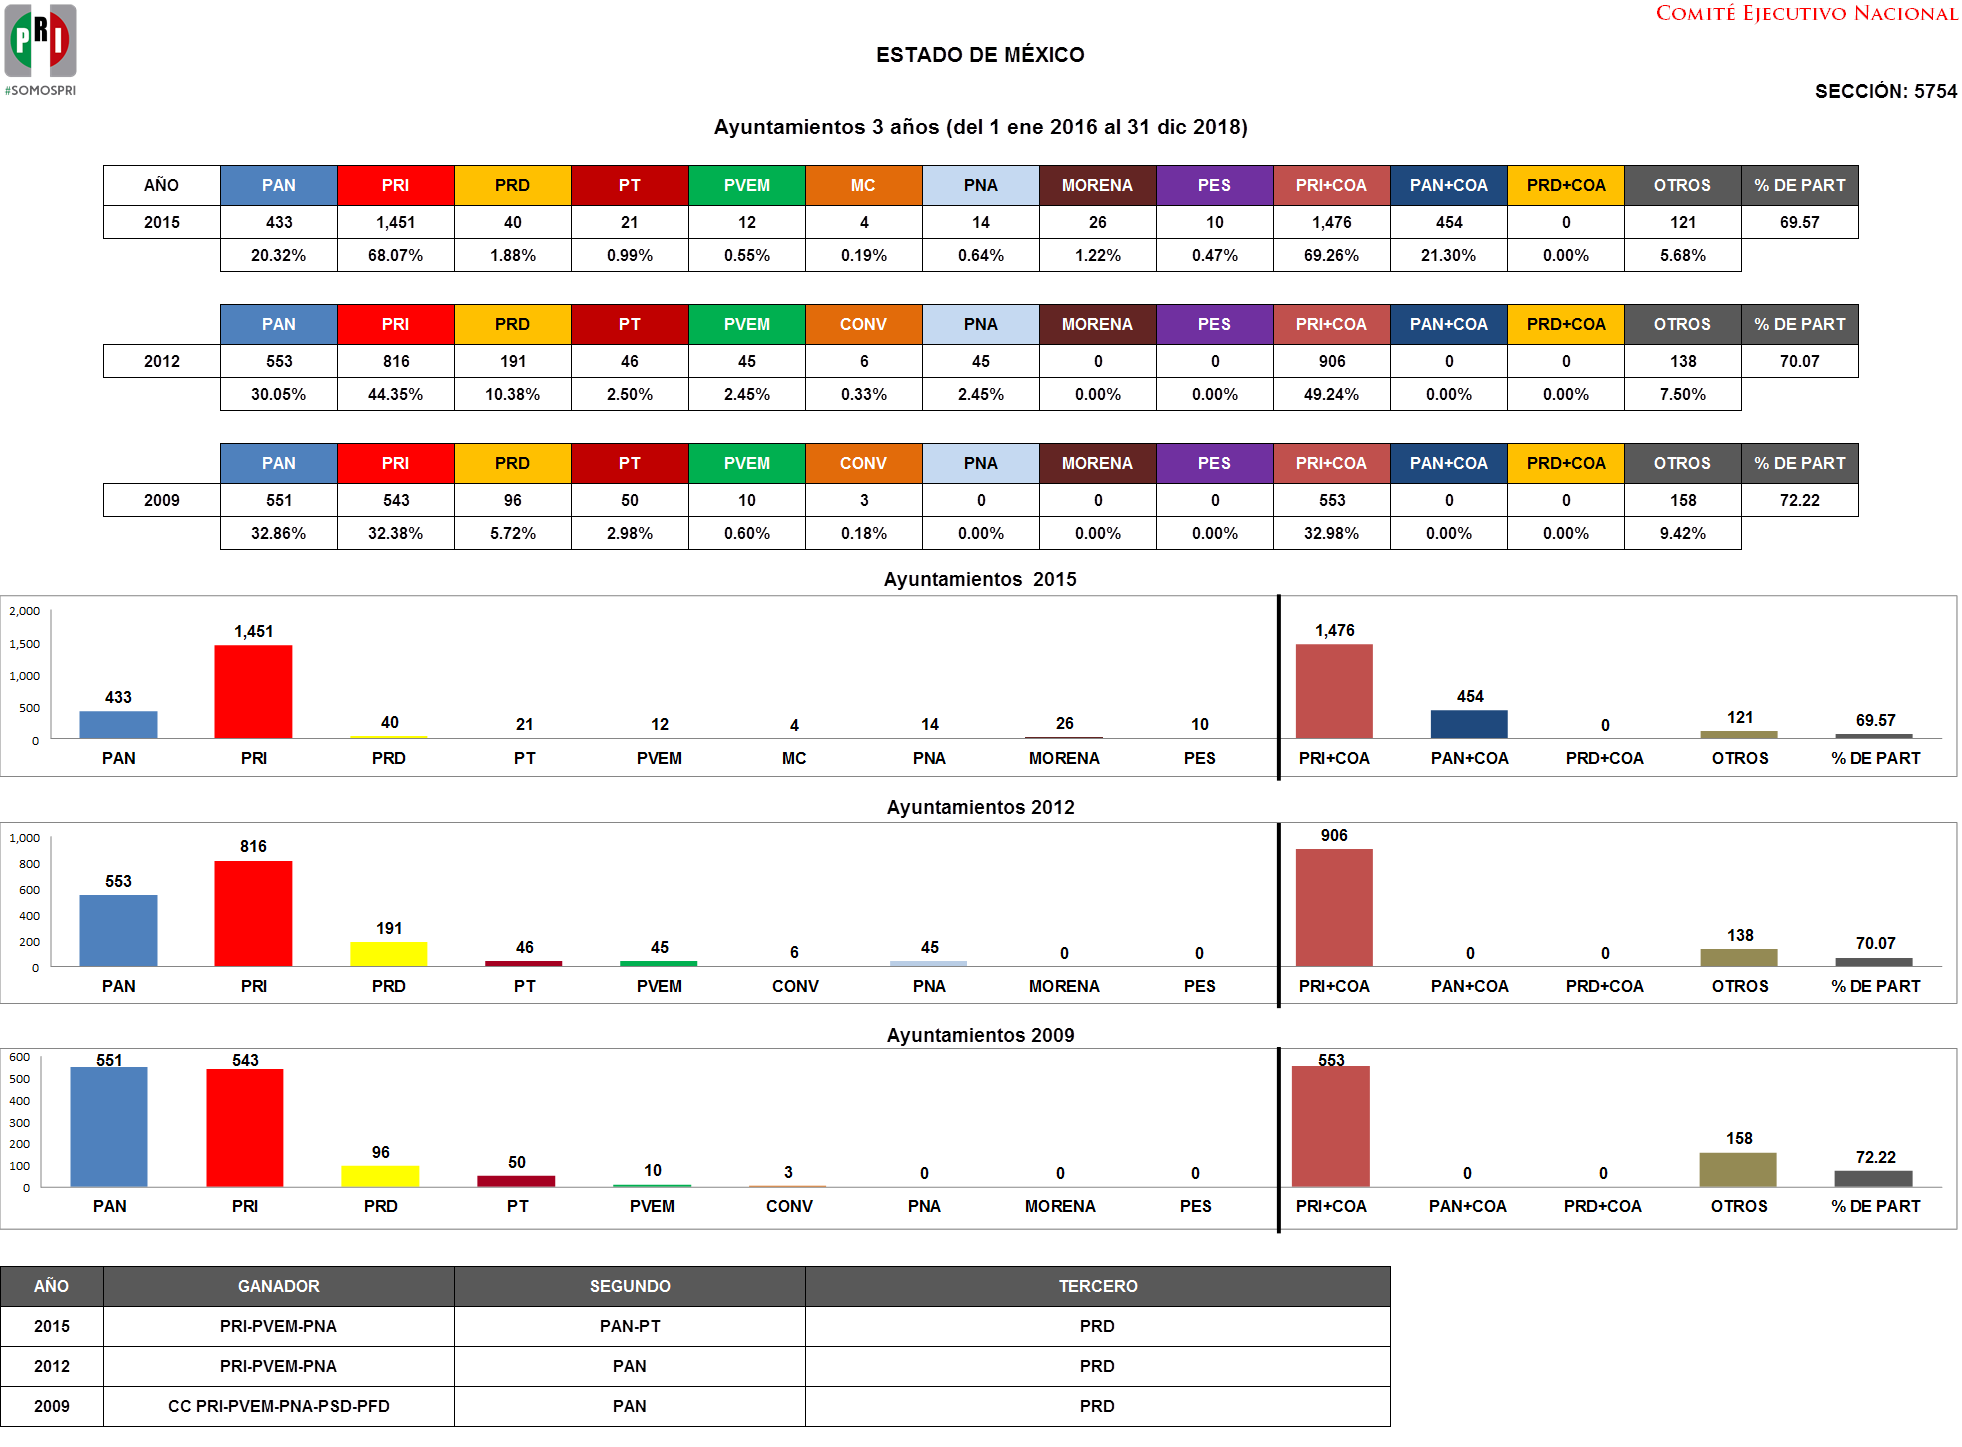 PRI
#SOMOSPRI
COMITÉ EJECUTIVO NACIONAL
ESTADO DE MÉXICO
SECCIÓN: 5754
Ayuntamientos 3 años (del 1 ene 2016 al 31 dic 2018)
AÑO PAN PRI PRD PT PVEM MC PNA MORENA PES PRI+COA PAN+COA PRD+COA OTROS % DE PART
2015 433 1,451 40 21 12 4 14 26 10 1,476 454 0 121 69.57
20.32% 68.07% 1.88% 0.99% 0.55% 0.19% 0.64% 1.22% 0.47% 69.26% 21.30% 0.00% 5.68%
PAN PRI PRD PT PVEM CONV PNA MORENA PES PRI+COA PAN+COA PRD+COA OTROS % DE PART
2012 553 816 191 46 45 6 45 0 0 906 0 0 138 70.07
30.05% 44.35% 10.38% 2.50% 2.45% 0.33% 2.45% 0.00% 0.00% 49.24% 0.00% 0.00% 7.50%
PAN PRI PRD PT PVEM CONV PNA MORENA PES PRI+COA PAN+COA PRD+COA OTROS % DE PART
2009 551 543 96 50 10 3 0 0 0 553 0 0 158 72.22
32.86% 32.38% 5.72% 2.98% 0.60% 0.18% 0.00% 0.00% 0.00% 32.98% 0.00% 0.00% 9.42%
Ayuntamientos 2015
2,000
1,500
1,000
500
0
433 1,451 40 21 12 4 14 26 10 1,476 454 0 121 69.57
PAN PRI PRD PT PVEM MC PNA MORENA PES PRI+COA PAN+COA PRD+COA OTROS % DE PART
Ayuntamientos 2012
1,000
800
600
400
200
0
553 816 191 46 45 6 45 0 0 906 0 0 138 70.07
PAN PRI PRD PT PVEM CONV PNA MORENA PES PRI+COA PAN+COA PRD+COA OTROS % DE PART
Ayuntamientos 2009
600
500
400
300
200
100
0
551 543 96 50 10 3 0 0 0 553 0 0 158 72.22
PAN PRI PRD PT PVEM CONV PNA MORENA PES PRI+COA PAN+COA PRD+COA OTROS % DE PART
AÑO GANADOR SEGUNDO TERCERO
2015 PRI-PVEM-PNA PAN-PT PRD
2012 PRI-PVEM-PNA PAN PRD
2009 CC PRI-PVEM-PNA-PSD-PFD PAN PRD